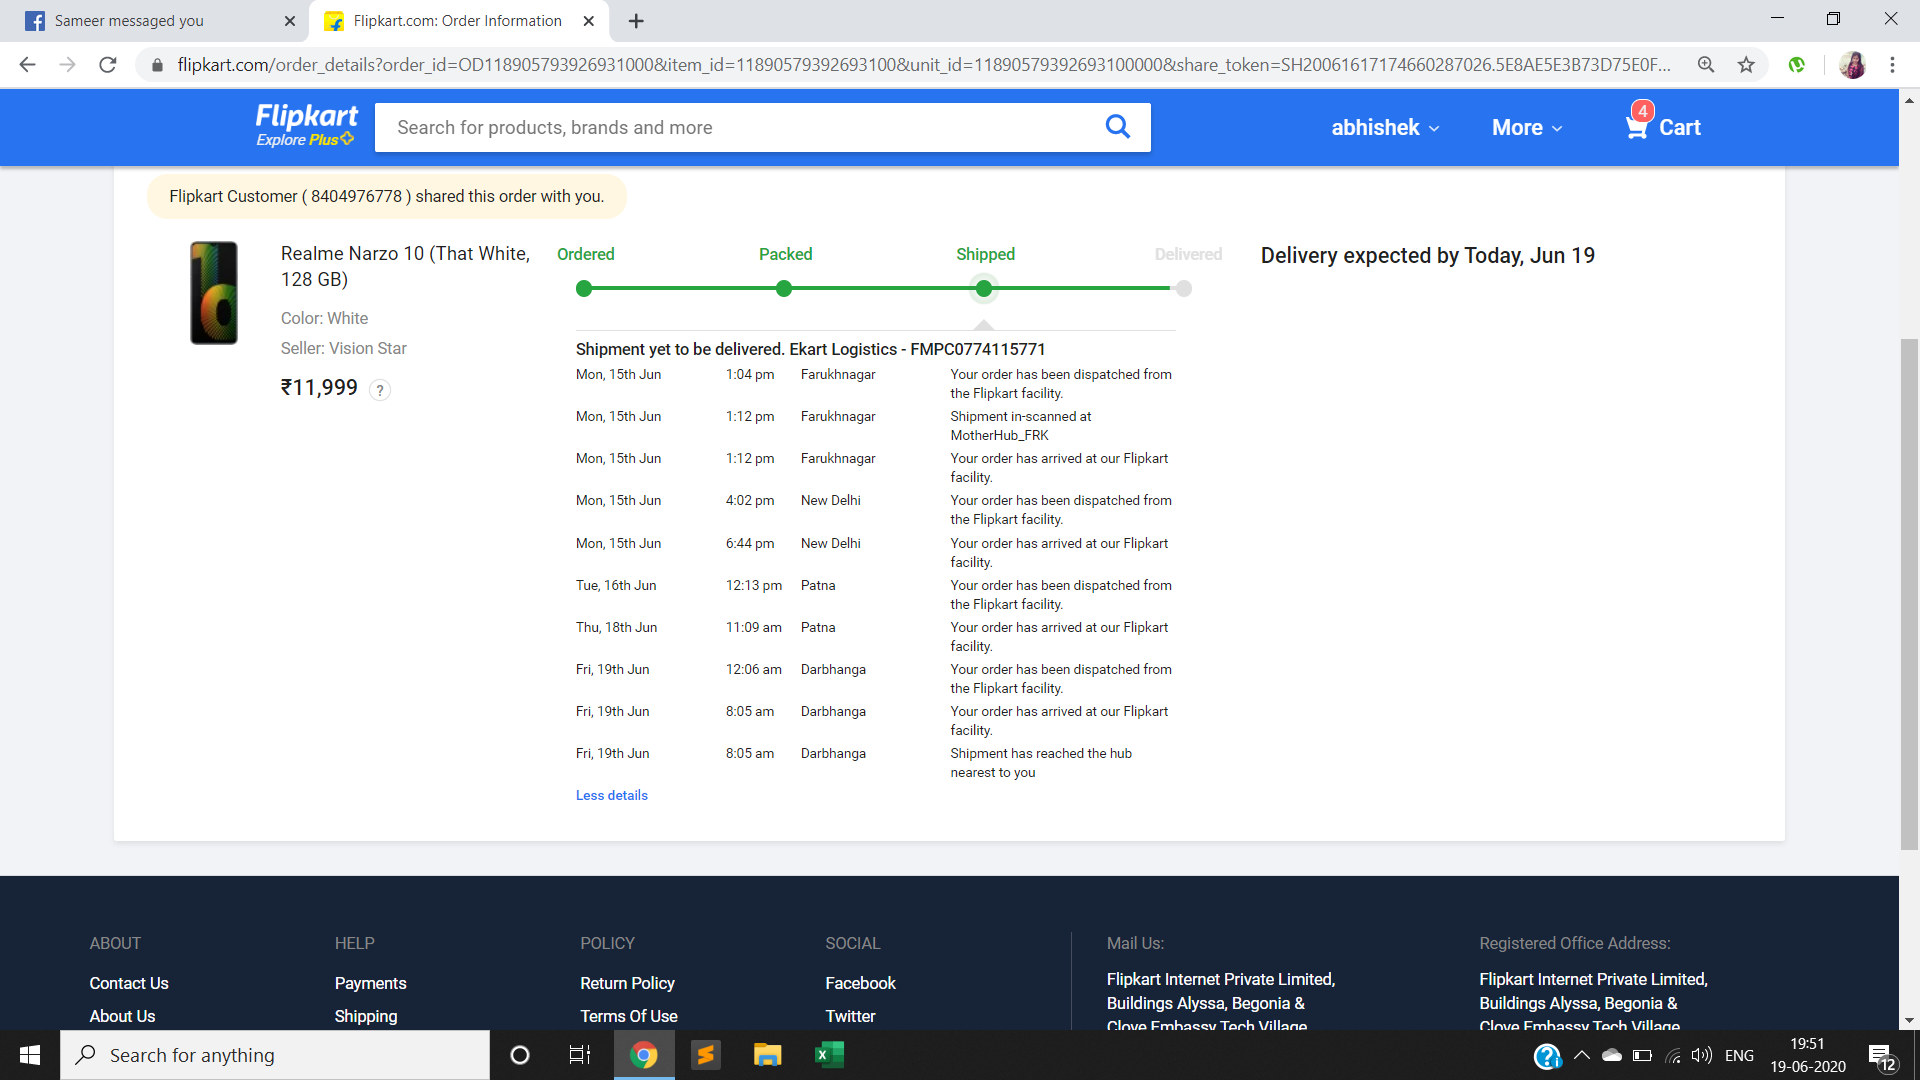 Sameer messaged you
Flipkart.com: Order Information
flipkart.com/order_details?order_id=OD118905793926931000&item_id=11890579392693100&unit_id=11890579392693100000&share_token=SH20061617174660287026.5E8AE5E3B73D75E0F...
Flipkart
Explore Plus
Search for products, brands and more
abhishek
More
4
Cart
Flipkart Customer ( 8404976778 ) shared this order with you.
Realme Narzo 10 (That White,
128 GB)
Color: White
Seller: Vision Star
₹11,999 ?
Ordered Packed Shipped Delivered
Delivery expected by Today, Jun 19
Shipment yet to be delivered. Ekart Logistics - FMPC0774115771
Mon, 15th Jun 1:04 pm Farukhnagar Your order has been dispatched from
the Flipkart facility.
Mon, 15th Jun 1:12 pm Farukhnagar Shipment in-scanned at
MotherHub_FRK
Mon, 15th Jun 1:12 pm Farukhnagar Your order has arrived at our Flipkart
facility.
Mon, 15th Jun 4:02 pm New Delhi Your order has been dispatched from
the Flipkart facility.
Mon, 15th Jun 6:44 pm New Delhi Your order has arrived at our Flipkart
facility.
Tue, 16th Jun 12:13 pm Patna Your order has been dispatched from
the Flipkart facility.
Thu, 18th Jun 11:09 am Patna Your order has arrived at our Flipkart
facility.
Fri, 19th Jun 12:06 am Darbhanga Your order has been dispatched from
the Flipkart facility.
Fri, 19th Jun 8:05 am Darbhanga Your order has arrived at our Flipkart
facility.
Fri, 19th Jun 8:05 am Darbhanga Shipment has reached the hub
nearest to you
Less details
ABOUT
Contact Us
About Us
HELP
Payments
Shipping
POLICY
Return Policy
Terms Of Use
SOCIAL
Facebook
Twitter
Mail Us:
Flipkart Internet Private Limited,
Buildings Alyssa, Begonia &
Clove Embassy Tech Village
Registered Office Address:
Flipkart Internet Private Limited,
Buildings Alyssa, Begonia &
Clove Embassy Tech Village
Search for anything
ENG
19:51
19-06-2020
12